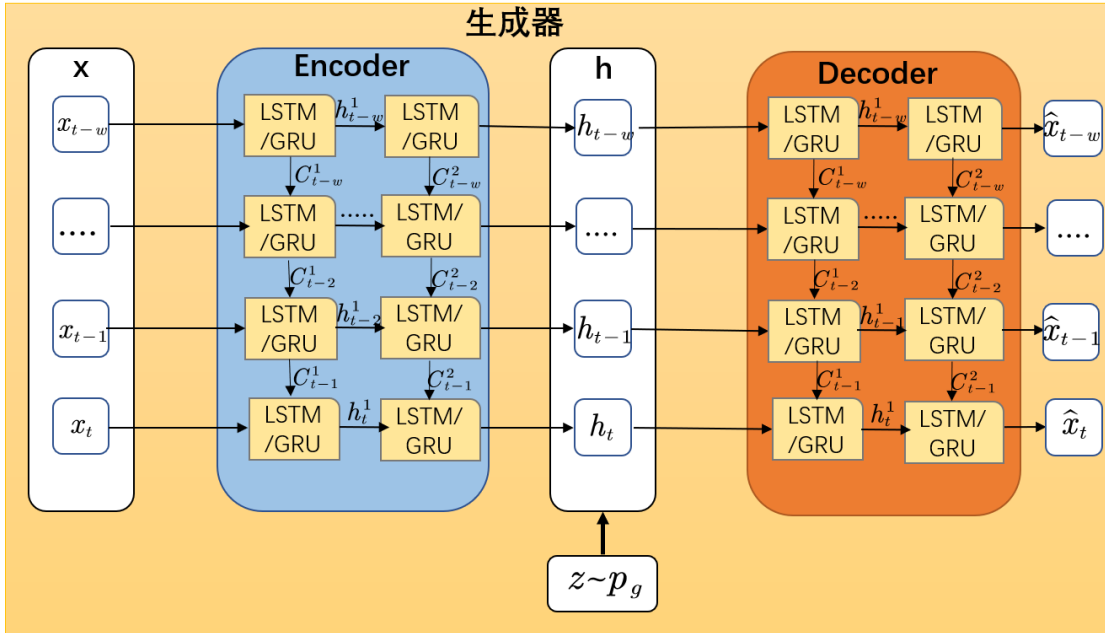 生成器
x
Encoder
h
Decoder
x_{t-w}
LSTM
/GRU
h^1_{t-w}
LSTM
/GRU
h_{t-w}
LSTM
/GRU
h^1_{t-w}
LSTM
/GRU
\hat{x}_{t-w}
C^1_{t-w}
C^2_{t-w}
C^1_{t-w}
C^2_{t-w}
....
LSTM
/GRU
.....
LSTM/
GRU
....
LSTM
/GRU
.....
LSTM/
GRU
....
C^1_{t-2}
C^2_{t-2}
C^1_{t-2}
C^2_{t-2}
x_{t-1}
LSTM
/GRU
h^1_{t-2}
LSTM/
GRU
h_{t-1}
LSTM
/GRU
h^1_{t-1}
LSTM/
GRU
\hat{x}_{t-1}
C^1_{t-1}
C^2_{t-1}
C^1_{t-1}
C^2_{t-1}
x_t
LSTM
/GRU
h^1_t
LSTM/
GRU
h_t
LSTM
/GRU
h^1_t
LSTM/
GRU
\hat{x}_t
z~p_g